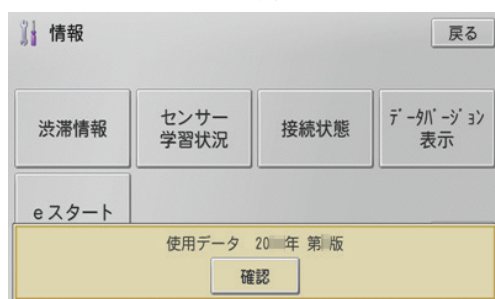 情報
戻る
渋滞情報
センサー
学習状況
接続状態
データバージョン
表示
eスタート
使用データ 20 年 第 版
確認